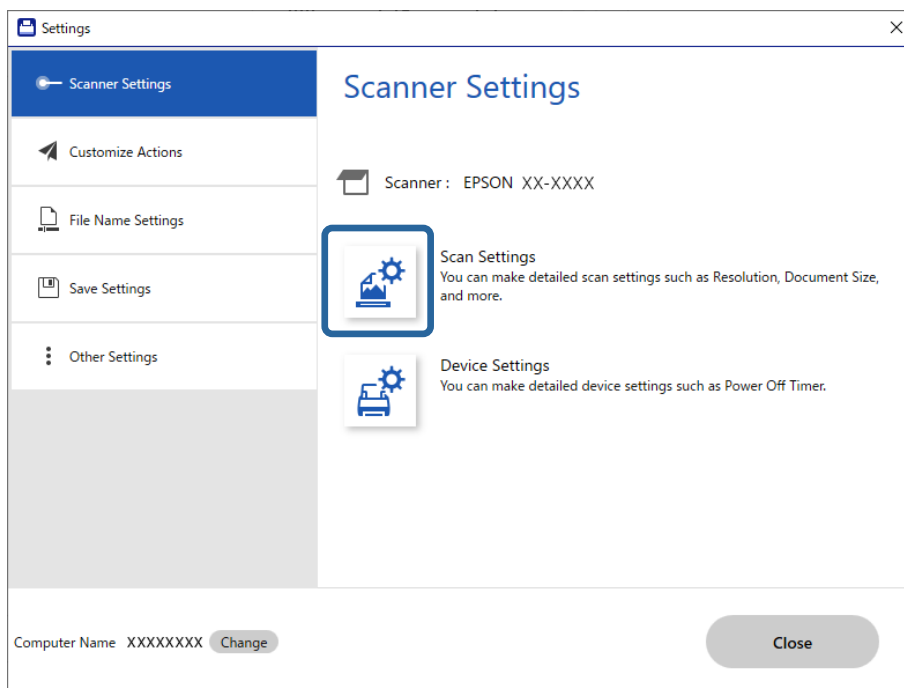 Settings
Scanner Settings
Customize Actions
File Name Settings
Save Settings
Other Settings
Scanner Settings
Scanner : EPSON XX-XXXX
Scan Settings
You can make detailed scan settings such as Resolution, Document Size,
and more.
Device Settings
You can make detailed device settings such as Power Off Timer.
Computer Name XXXXXXXX Change
Close